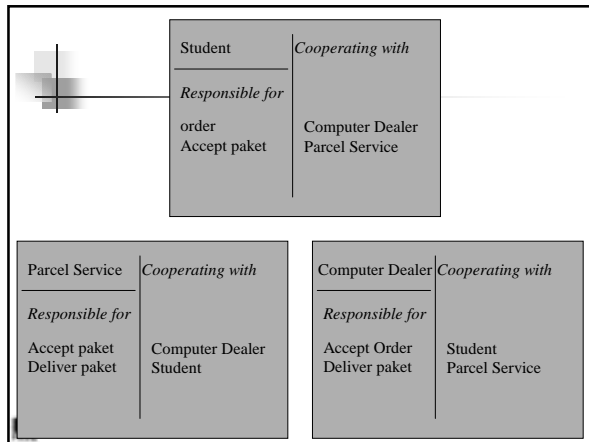 Student Cooperating with
Responsible for
order Computer Dealer
Accept paket Parcel Service
Parcel Service Cooperating with
Responsible for
Accept paket Computer Dealer
Deliver paket Student
Computer Dealer Cooperating with
Responsible for
Accept Order Student
Deliver paket Parcel Service